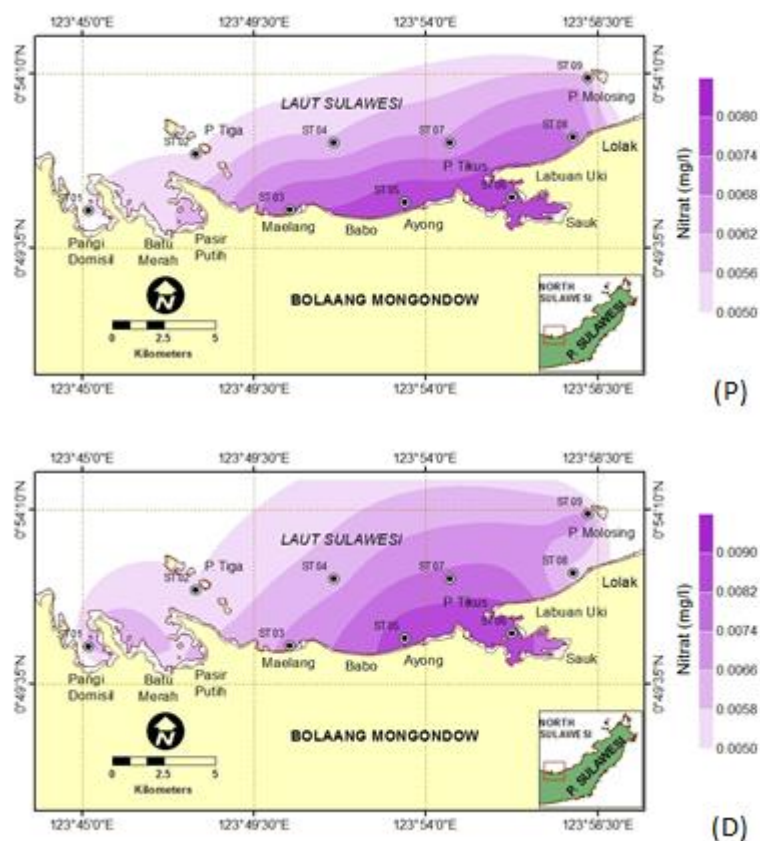 123°45'0"E 123°49'30"E 123°54'0"E 123°58'30"E
0°54'10"N
0°49'35"N
ST 09
P. Molosing
LAUT SULAWESI
P. Tiga
ST 04
ST 07
ST 08
ST 02
Lolak
P. Tikus
Labuan Uki
ST 01
ST 03
ST 05
ST 06
Sauk
Maelang
Ayong
Babo
Pangi
Domisil
Batu
Merah
Pasir
Putih
N
BOLAANG MONGONDOW
0 2.5 5
Kilometers
NORTH
SULAWESI
P. SULAWESI
123°45'0"E 123°49'30"E 123°54'0"E 123°58'30"E
Nitrat (mg/l)
0.0080
0.0074
0.0068
0.0062
0.0056
0.0050
(P)
123°45'0"E 123°49'30"E 123°54'0"E 123°58'30"E
0°54'10"N
0°49'35"N
ST 09
P. Molosing
LAUT SULAWESI
P. Tiga
ST 04
ST 07
ST 08
ST 02
Lolak
P. Tikus
Labuan Uki
ST 01
ST 03
ST 05
ST 06
Sauk
Maelang
Ayong
Babo
Pangi
Domisil
Batu
Merah
Pasir
Putih
N
BOLAANG MONGONDOW
0 2.5 5
Kilometers
NORTH
SULAWESI
P. SULAWESI
123°45'0"E 123°49'30"E 123°54'0"E 123°58'30"E
Nitrat (mg/l)
0.0090
0.0082
0.0074
0.0066
0.0058
0.0050
(D)